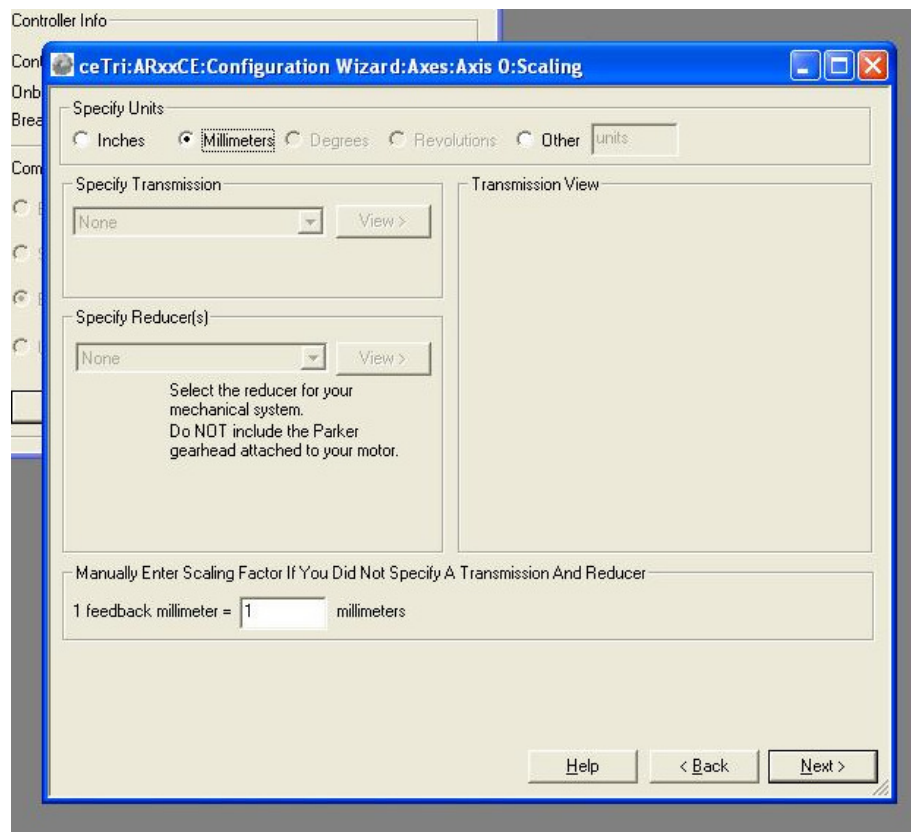 Controller Info
Onb
Brea
Com
ceTri:ARxxCE:Configuration Wizard:Axes:Axis 0:Scaling
Specify Units
Inches Millimeters Degrees Revolutions Other units
Specify Transmission
None View >
Transmission View
Specify Reducer(s)
None View >
Select the reducer for your
mechanical system.
Do NOT include the Parker
gearhead attached to your motor.
Manually Enter Scaling Factor If You Did Not Specify A Transmission And Reducer
1 feedback millimeter = 1 millimeters
Help < Back Next >